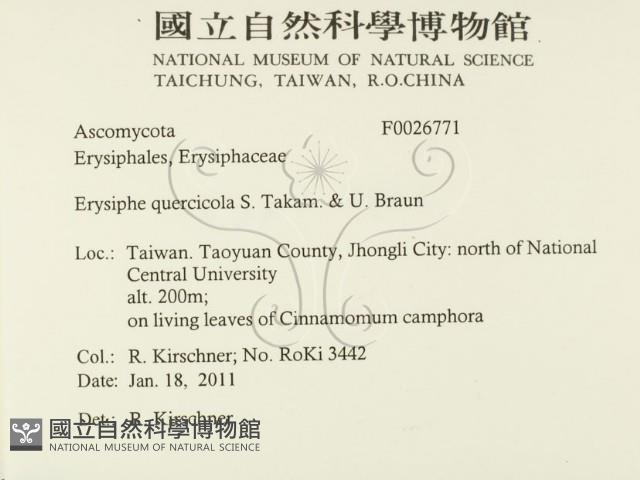 國立自然科學博物館
NATIONAL MUSEUM OF NATURAL SCIENCE
TAICHUNG, TAIWAN, R.O.CHINA
Ascomycota F0026771
Erysiphales, Erysiphaceae
Erysiphe quercicola S. Takam. & U. Braun
Loc.: Taiwan. Taoyuan County, Jhongli City: north of National
Central University
alt. 200m;
on living leaves of Cinnamomum camphora
Col.: R. Kirschner; No. RoKi 3442
Date: Jan. 18, 2011
Det.: R. Kirschner
國立自然科學博物館
NATIONAL MUSEUM OF NATURAL SCIENCE